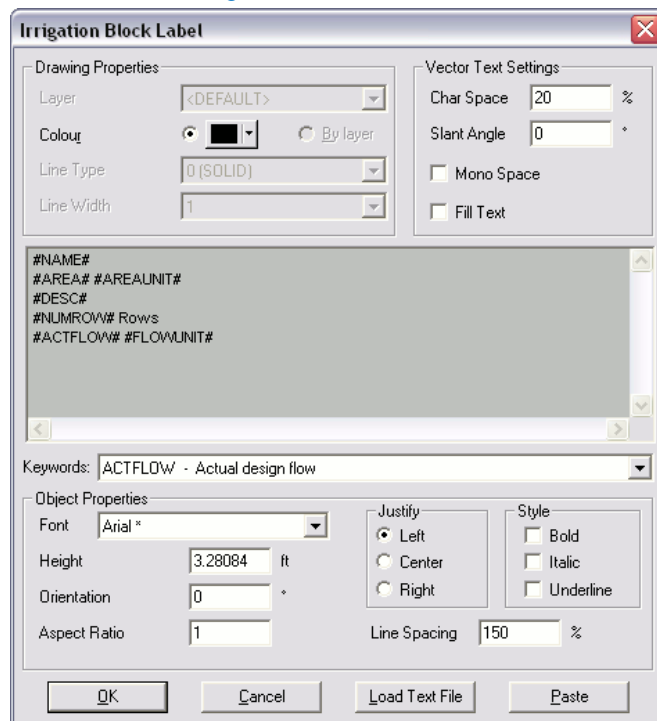 Irrigation Block Label
Drawing Properties
Layer <DEFAULT>
Colour By layer
Line Type 0 (SOLID)
Line Width 1
Vector Text Settings
Char Space 20 %
Slant Angle 0 °
Mono Space
Fill Text
#NAME#
#AREA# #AREAUNIT#
#DESC#
#NUMROW# Rows
#ACTFLOW# #FLOWUNIT#
Keywords: ACTFLOW - Actual design flow
Object Properties
Font Arial *
Height 3.28084 ft
Orientation 0 °
Aspect Ratio 1
Justify
Left
Center
Right
Style
Bold
Italic
Underline
Line Spacing 150 %
OK Cancel Load Text File Paste